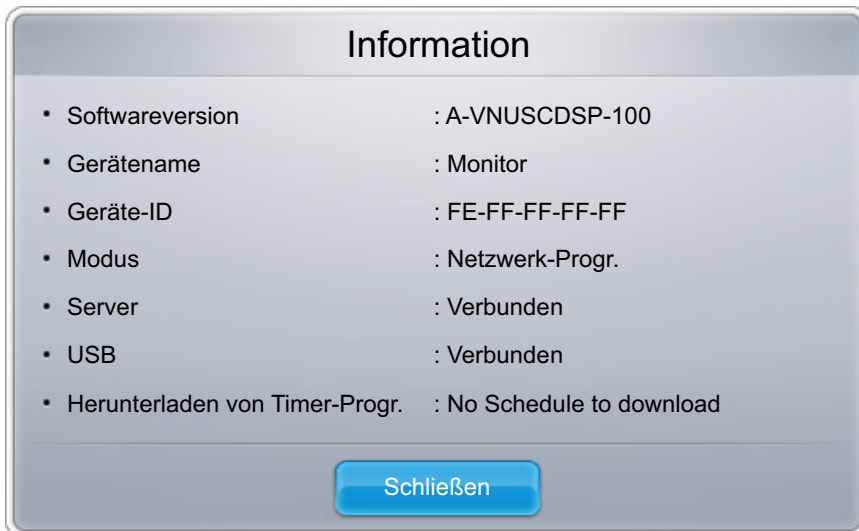 Information
• Softwareversion : A-VNUSCDSP-100
• Gerätename : Monitor
• Geräte-ID : FE-FF-FF-FF-FF
• Modus : Netzwerk-Progr.
• Server : Verbunden
• USB : Verbunden
• Herunterladen von Timer-Progr. : No Schedule to download
Schließen